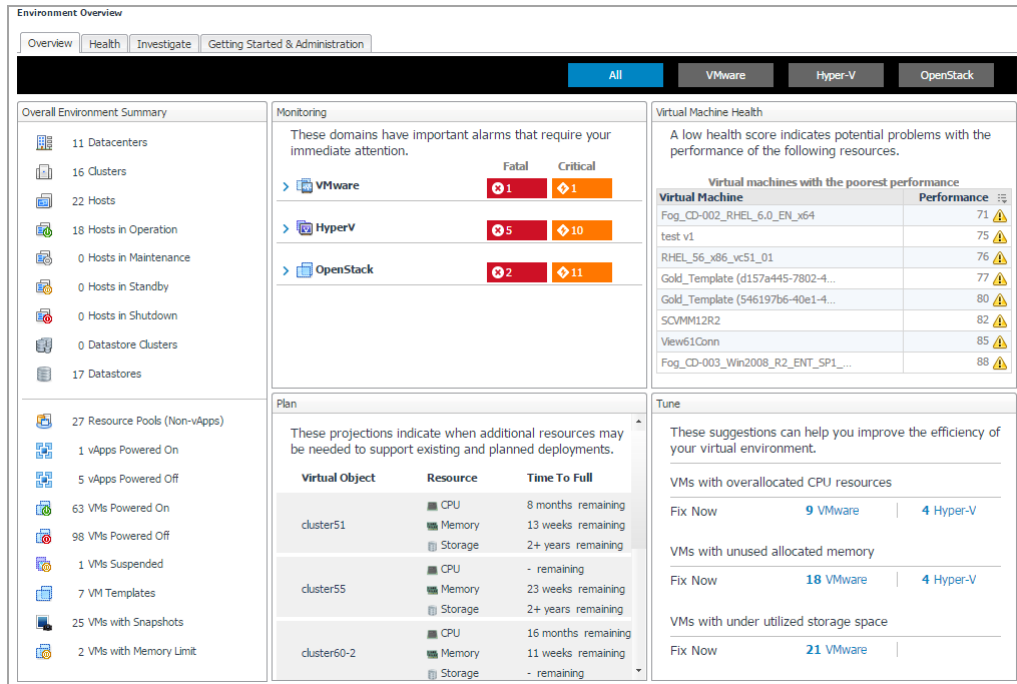 Environment Overview
Overview Health Investigate Getting Started & Administration
All VMware Hyper-V OpenStack
Overall Environment Summary
11 Datacenters
16 Clusters
22 Hosts
18 Hosts in Operation
0 Hosts in Maintenance
0 Hosts in Standby
0 Hosts in Shutdown
0 Datastore Clusters
17 Datastores
27 Resource Pools (Non-vApps)
1 vApps Powered On
5 vApps Powered Off
63 VMs Powered On
98 VMs Powered Off
1 VMs Suspended
7 VM Templates
25 VMs with Snapshots
2 VMs with Memory Limit
Monitoring
These domains have important alarms that require your
immediate attention.
Fatal Critical
VMware 1 1
HyperV 5 10
OpenStack 2 11
Virtual Machine Health
A low health score indicates potential problems with the
performance of the following resources.
Virtual machines with the poorest performance
Virtual Machine Performance
Fog_CD-002_RHEL_6.0_EN_x64 71
test v1 75
RHEL_56_x86_vc51_01 76
Gold_Template (d157a445-7802-4... 77
Gold_Template (546197b6-40e1-4... 80
SCVMM12R2 82
View61Conn 85
Fog_CD-003_Win2008_R2_ENT_SP1_... 88
Plan
These projections indicate when additional resources may
be needed to support existing and planned deployments.
Virtual Object Resource Time To Full
CPU 8 months remaining
cluster51 Memory 13 weeks remaining
Storage 2+ years remaining
CPU - remaining
cluster55 Memory 23 weeks remaining
Storage 2+ years remaining
CPU 16 months remaining
cluster60-2 Memory 11 weeks remaining
Storage - remaining
Tune
These suggestions can help you improve the efficiency of
your virtual environment.
VMs with overallocated CPU resources
Fix Now 9 VMware 4 Hyper-V
VMs with unused allocated memory
Fix Now 18 VMware 4 Hyper-V
VMs with under utilized storage space
Fix Now 21 VMware